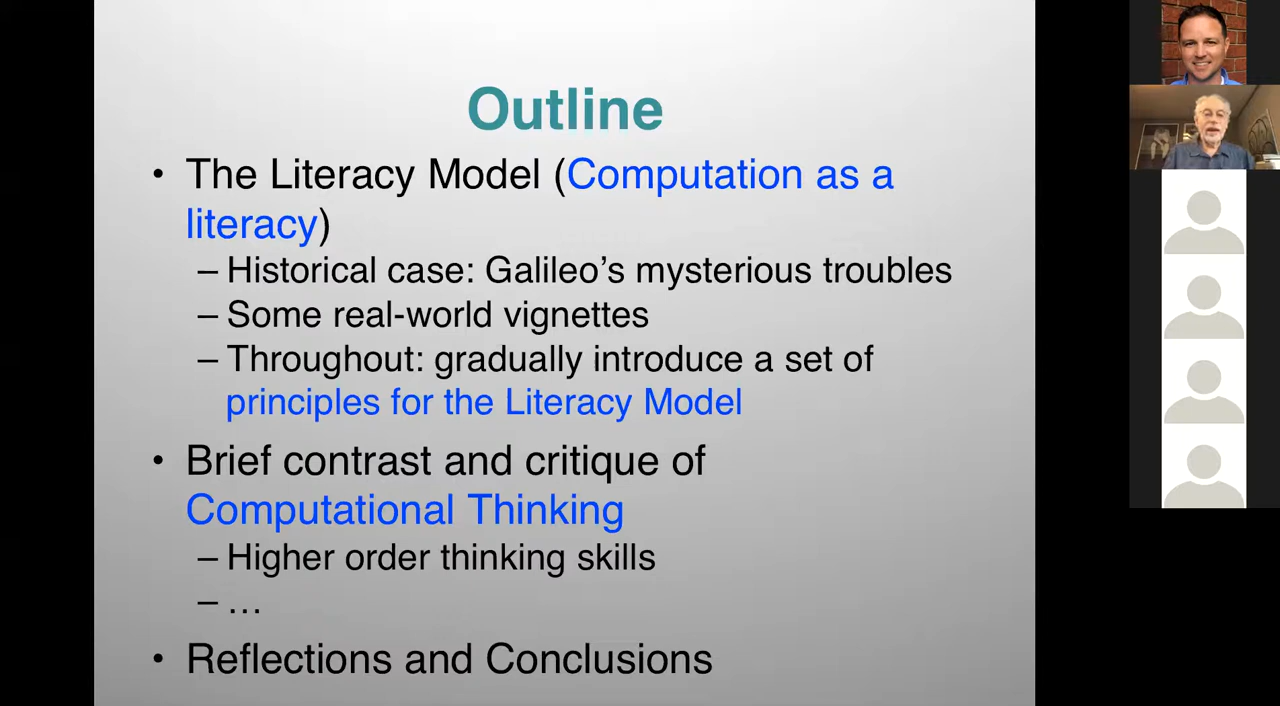 Outline
• The Literacy Model (Computation as a
literacy)
– Historical case: Galileo’s mysterious troubles
– Some real-world vignettes
– Throughout: gradually introduce a set of
principles for the Literacy Model
• Brief contrast and critique of
Computational Thinking
– Higher order thinking skills
– …
• Reflections and Conclusions